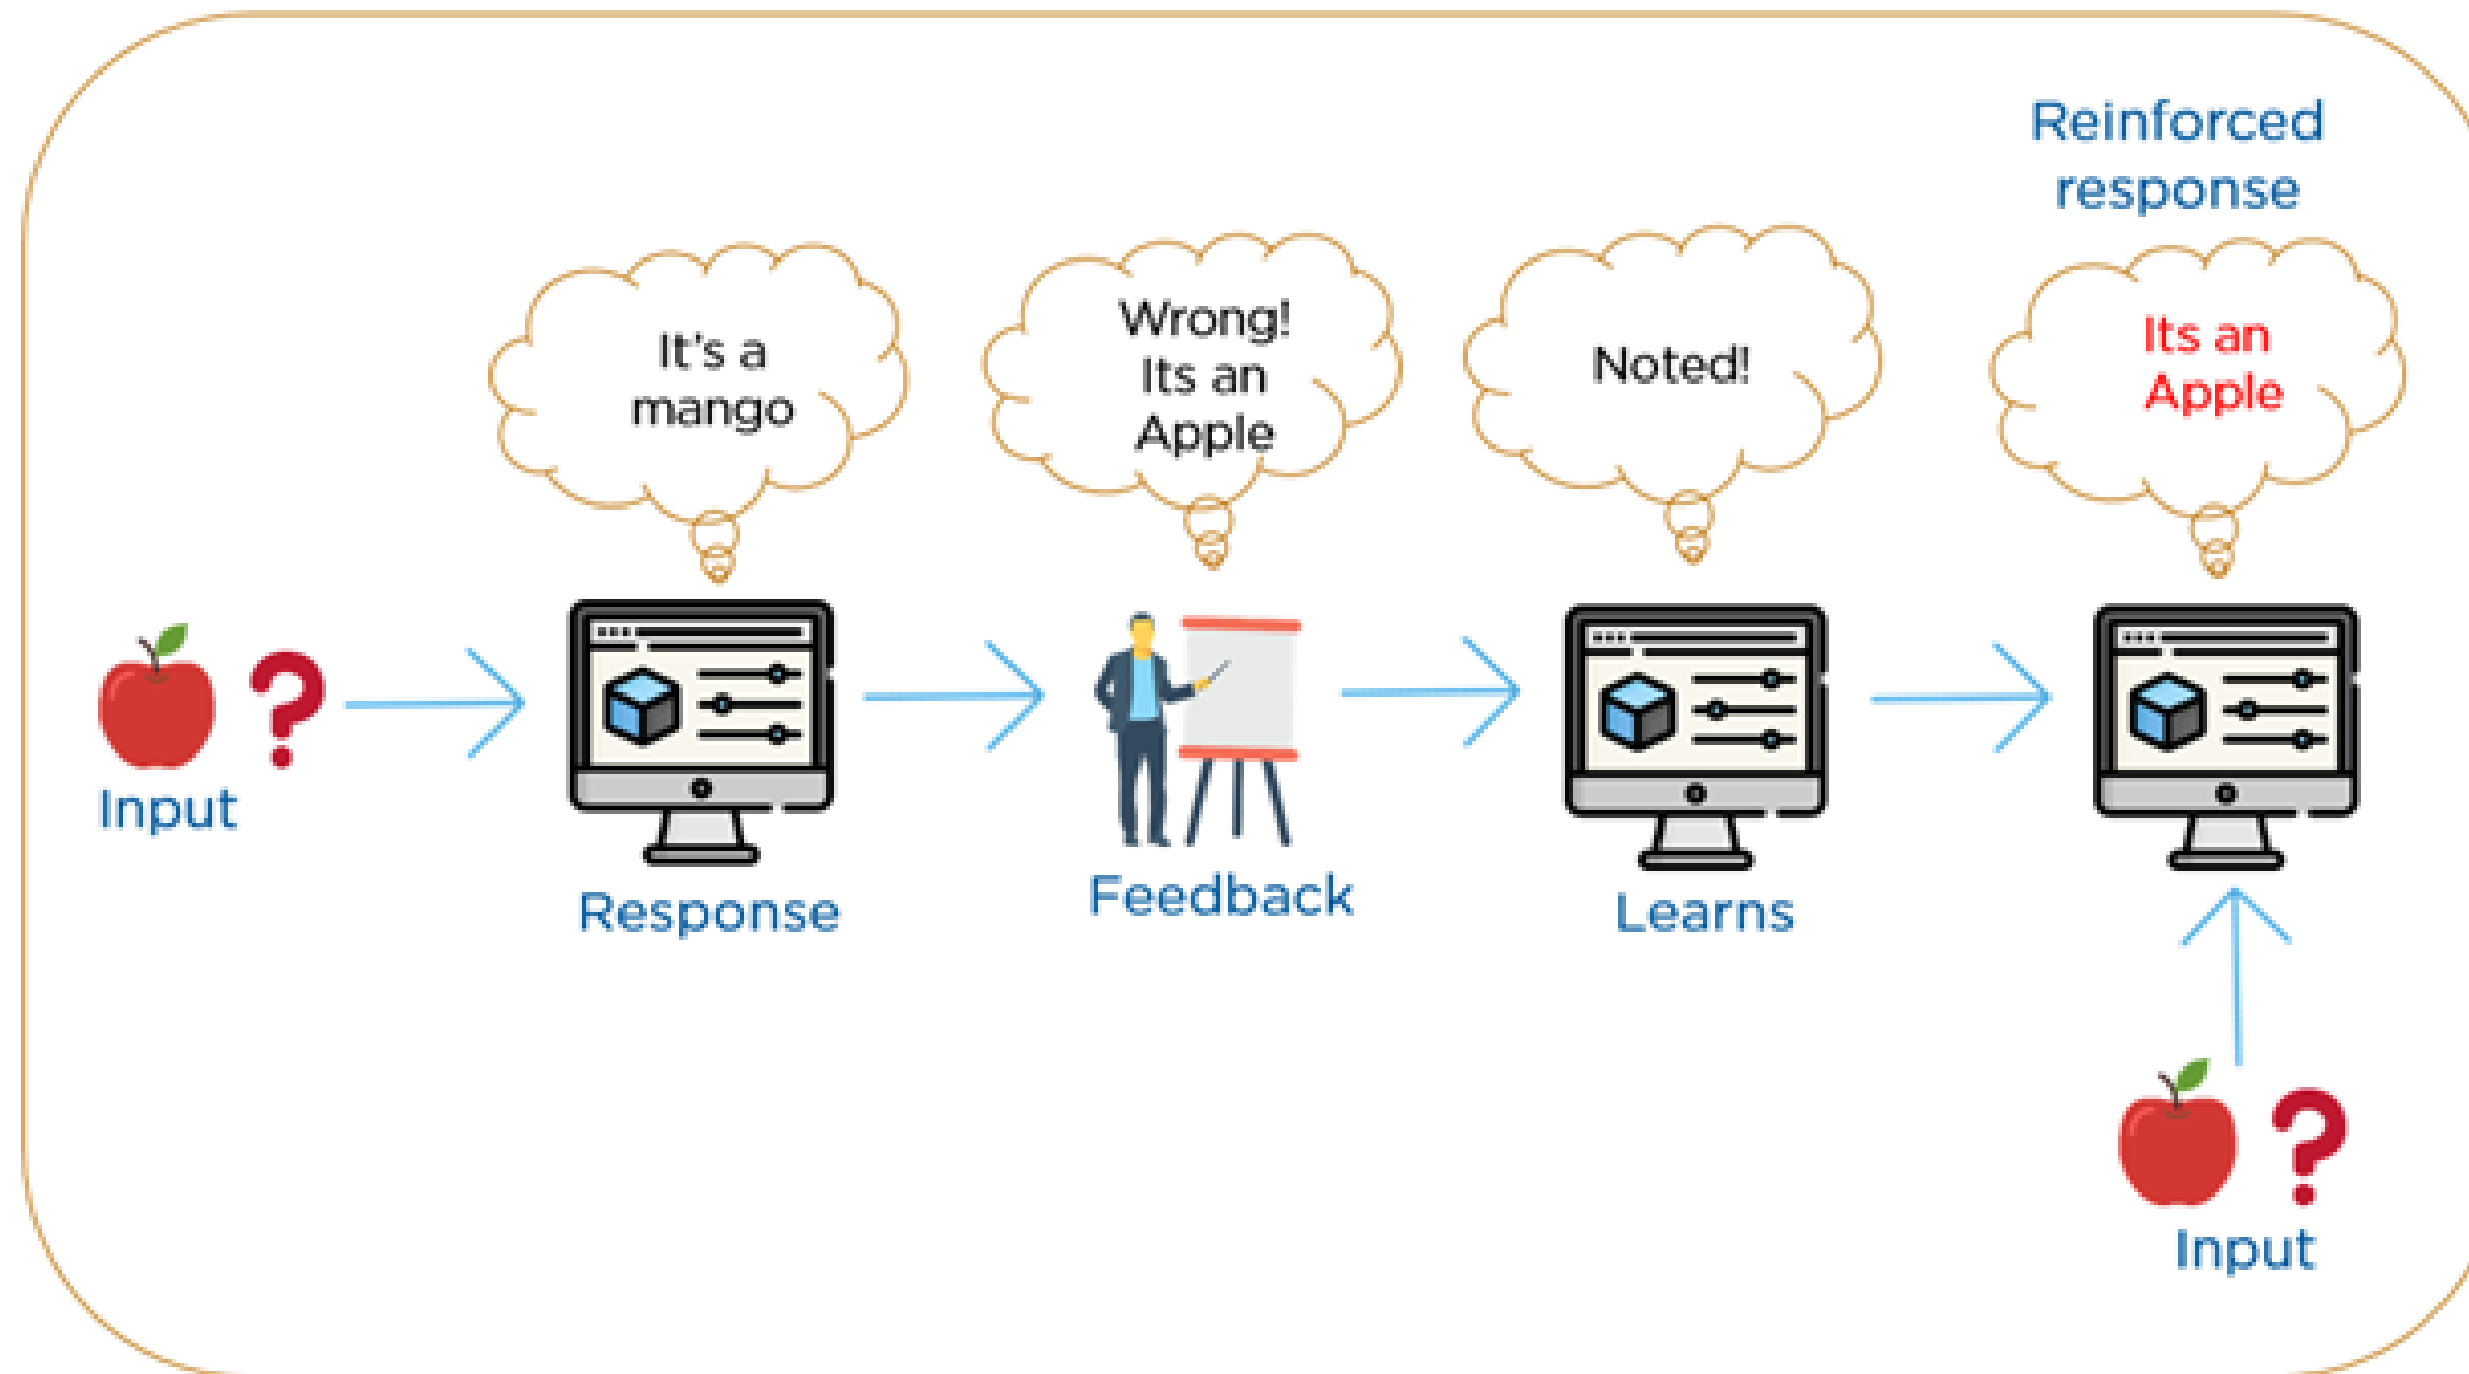 Reinforced
response
It's a
mango
Wrong!
Its an
Apple
Noted!
Its an
Apple
?
Input
Response
Feedback
Learns
?
Input